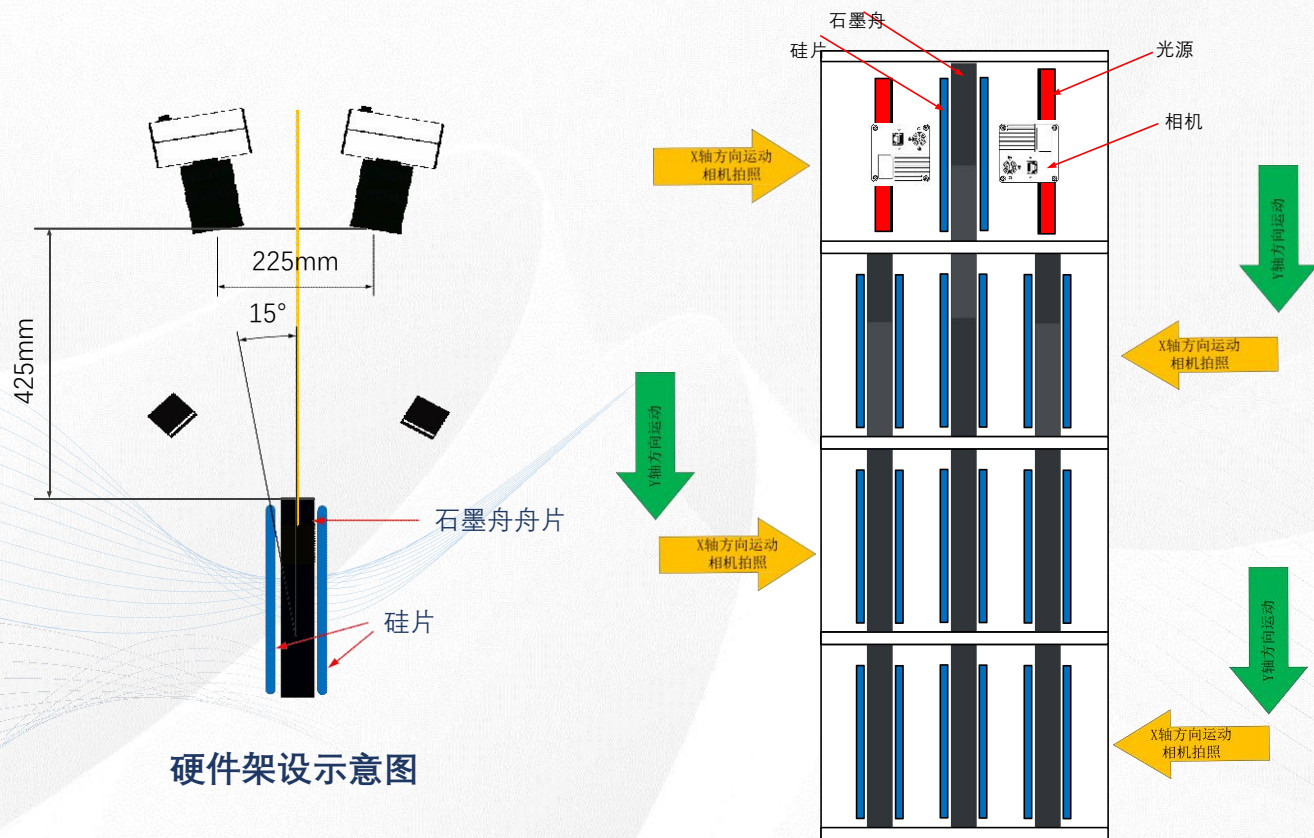 225mm
15°
425mm
石墨舟舟片
硅片
硬件架设示意图
石墨舟
硅片
光源
相机
X轴方向运动
相机拍照
Y轴方向运动
X轴方向运动
相机拍照
Y轴方向运动
X轴方向运动
相机拍照
Y轴方向运动
X轴方向运动
相机拍照